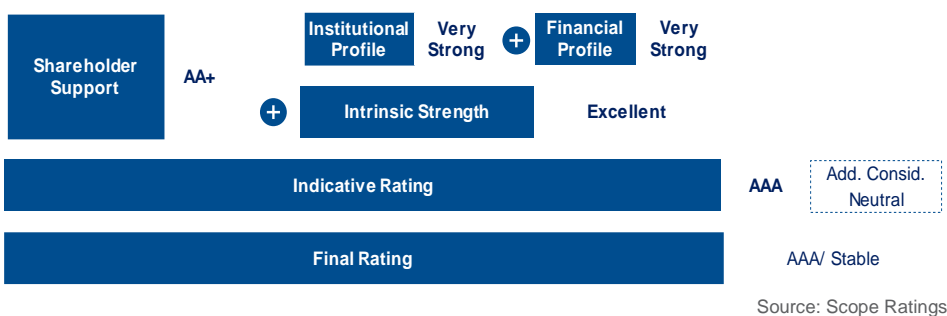 Shareholder
Support
AA+
Institutional
Profile
Very
Strong
+
Financial
Profile
Very
Strong
+
Intrinsic Strength
Excellent
Indicative Rating
AAA
Add. Consid.
Neutral
Final Rating
AAA/ Stable
Source: Scope Ratings